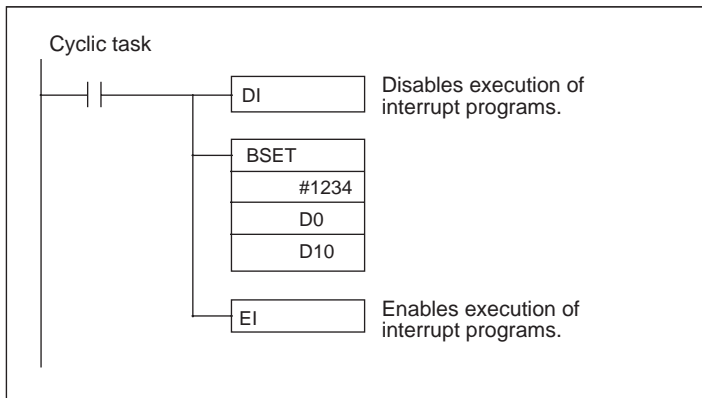 Cyclic task
DI
Disables execution of
interrupt programs.
BSET
#1234
D0
D10
EI
Enables execution of
interrupt programs.